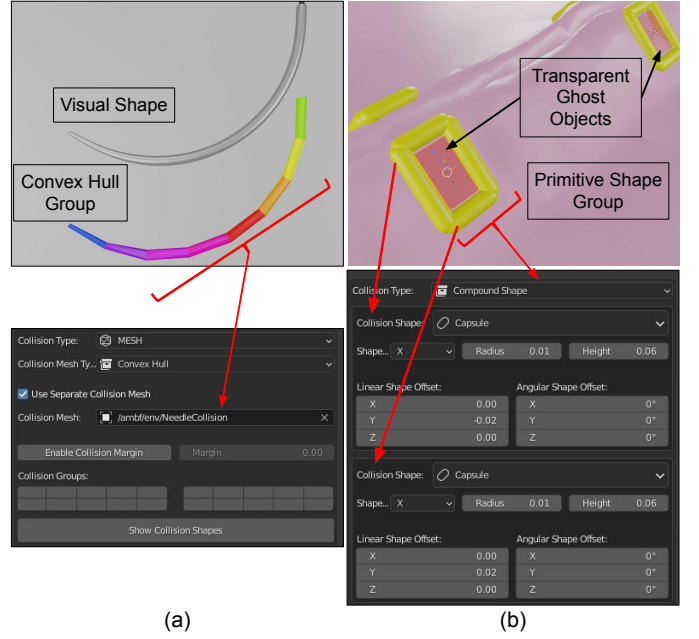 Visual Shape
Convex Hull
Group
Transparent
Ghost
Objects
Primitive Shape
Group
Collision Type: MESH
Collision Mesh Ty... Convex Hull
Use Separate Collision Mesh
Collision Mesh: /ambf/env/NeedleCollision
Enable Collision Margin Margin 0.00
Collision Groups:
Show Collision Shapes
Collision Type: Compound Shape
Collision Shape: Capsule
Shape... X Radius 0.01 Height 0.06
Linear Shape Offset: Angular Shape Offset:
X 0.00 X 0°
Y -0.02 Y 0°
Z 0.00 Z 0°
Collision Shape: Capsule
Shape... X Radius 0.01 Height 0.06
Linear Shape Offset: Angular Shape Offset:
X 0.00 X 0°
Y 0.02 Y 0°
Z 0.00 Z 0°
(a) (b)